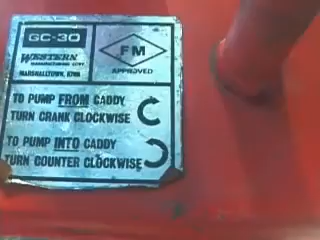 GC-30
WESTERN
MARSHALLTOWN, IOWA
FM
APPROVED
TO PUMP FROM CADDY
TURN CRANK CLOCKWISE
TO PUMP INTO CADDY
TURN COUNTER CLOCKWISE